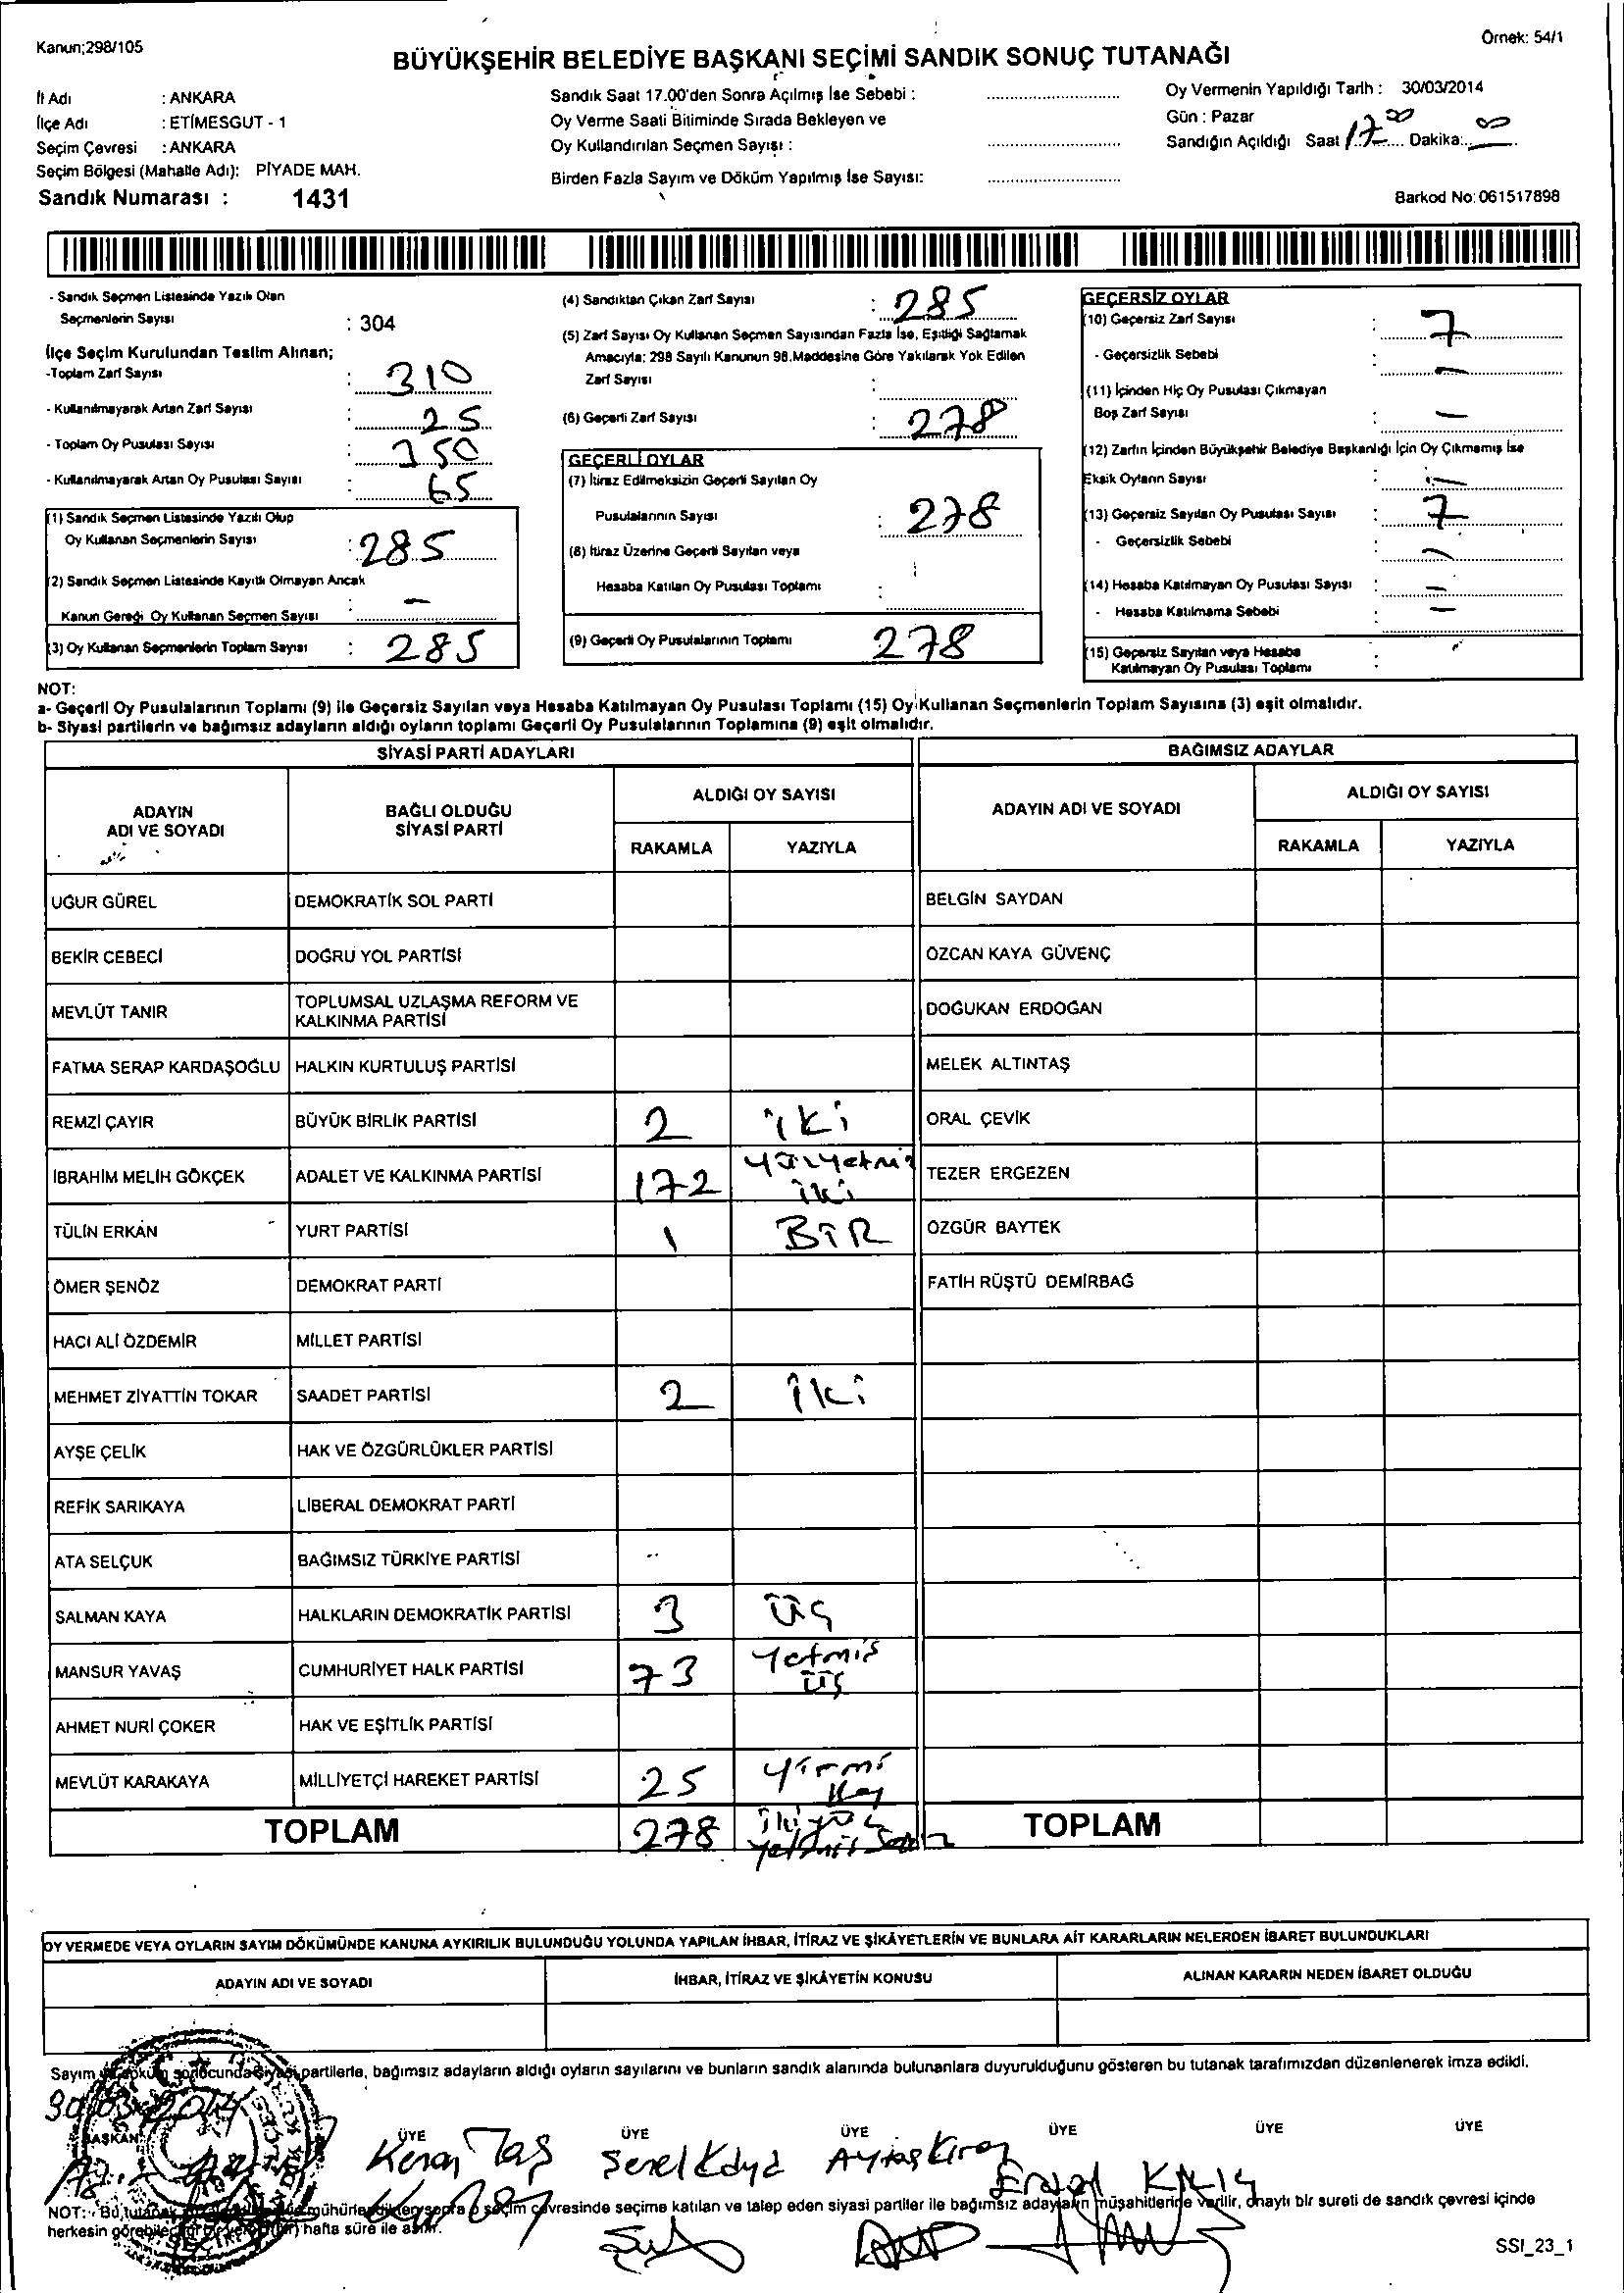 Kanun;298/105
Örnek: 54/1
BÜYÜKŞEHİR BELEDİYE BAŞKANI SEÇİMİ SANDIK SONUÇ TUTANAĞI
İl Adı : ANKARA
İlçe Adı : ETİMESGUT - 1
Seçim Çevresi : ANKARA
Seçim Bölgesi (Mahalle Adı): PİYADE MAH.
Sandık Numarası : 1431
Sandık Saat 17.00'den Sonra Açılmış İse Sebebi :
Oy Verme Saati Bitiminde Sırada Bekleyen ve
Oy Kullandırılan Seçmen Sayısı :
Birden Fazla Sayım ve Döküm Yapılmış İse Sayısı:
Oy Vermenin Yapıldığı Tarih : 30/03/2014
Gün : Pazar
Sandığın Açıldığı Saat 17 00 Dakika: 00
Barkod No: 061517898
- Sandık Seçmen Listesinde Yazılı Olan
Seçmenlerin Sayısı : 304
İlçe Seçim Kurulundan Teslim Alınan;
-Toplam Zarf Sayısı : 310
- Kullanılmayarak Artan Zarf Sayısı : 25
- Toplam Oy Pusulası Sayısı : 350
- Kullanılmayarak Artan Oy Pusulası Sayısı : 65
(1) Sandık Seçmen Listesinde Yazılı Olup
Oy Kullanan Seçmenlerin Sayısı : 285
(2) Sandık Seçmen Listesinde Kayıtlı Olmayan Ancak
Kanun Gereği Oy Kullanan Seçmen Sayısı : -
(3) Oy Kullanan Seçmenlerin Toplam Sayısı : 285
(4) Sandıktan Çıkan Zarf Sayısı : 285
(5) Zarf Sayısı Oy Kullanan Seçmen Sayısından Fazla İse, Eşitliği Sağlamak
Amacıyla; 298 Sayılı Kanunun 98.Maddesine Göre Yakılarak Yok Edilen
Zarf Sayısı :
(6) Geçerli Zarf Sayısı : 278
GEÇERLİ OYLAR
(7) İtiraz Edilmeksizin Geçerli Sayılan Oy
Pusulalarının Sayısı : 278
(8) İtiraz Üzerine Geçerli Sayılan veya
Hesaba Katılan Oy Pusulası Toplamı :
(9) Geçerli Oy Pusulalarının Toplamı 278
GEÇERSİZ OYLAR
(10) Geçersiz Zarf Sayısı : 7
- Geçersizlik Sebebi : -
(11) İçinden Hiç Oy Pusulası Çıkmayan
Boş Zarf Sayısı : -
(12) Zarfın İçinden Büyükşehir Belediye Başkanlığı İçin Oy Çıkmamış İse
Eksik Oyların Sayısı : -
(13) Geçersiz Sayılan Oy Pusulası Sayısı : 7
- Geçersizlik Sebebi : -
(14) Hesaba Katılmayan Oy Pusulası Sayısı : -
- Hesaba Katılmama Sebebi : -
(15) Geçersiz Sayılan veya Hesaba
Katılmayan Oy Pusulası Toplamı :
NOT:
a- Geçerli Oy Pusulalarının Toplamı (9) ile Geçersiz Sayılan veya Hesaba Katılmayan Oy Pusulası Toplamı (15) Oy Kullanan Seçmenlerin Toplam Sayısına (3) eşit olmalıdır.
b- Siyasi partilerin ve bağımsız adayların aldığı oyların toplamı Geçerli Oy Pusulalarının Toplamına (9) eşit olmalıdır.
SİYASİ PARTİ ADAYLARI BAĞIMSIZ ADAYLAR
ADAYIN ADI VE SOYADI BAĞLI OLDUĞU SİYASİ PARTİ ALDIĞI OY SAYISI ADAYIN ADI VE SOYADI ALDIĞI OY SAYISI
RAKAMLA YAZIYLA RAKAMLA YAZIYLA
UĞUR GÜREL DEMOKRATİK SOL PARTİ BELGİN SAYDAN
BEKİR CEBECİ DOĞRU YOL PARTİSİ ÖZCAN KAYA GÜVENÇ
MEVLÜT TANIR TOPLUMSAL UZLAŞMA REFORM VE KALKINMA PARTİSİ DOĞUKAN ERDOĞAN
FATMA SERAP KARDAŞOĞLU HALKIN KURTULUŞ PARTİSİ MELEK ALTINTAŞ
REMZİ ÇAYIR BÜYÜK BİRLİK PARTİSİ 2 iki ORAL ÇEVİK
İBRAHİM MELİH GÖKÇEK ADALET VE KALKINMA PARTİSİ 172 yüzyetmiş iki TEZER ERGEZEN
TÜLİN ERKAN YURT PARTİSİ 1 BİR ÖZGÜR BAYTEK
ÖMER ŞENÖZ DEMOKRAT PARTİ FATİH RÜŞTÜ DEMİRBAĞ
HACI ALİ ÖZDEMİR MİLLET PARTİSİ
MEHMET ZİYATTİN TOKAR SAADET PARTİSİ 2 iki
AYŞE ÇELİK HAK VE ÖZGÜRLÜKLER PARTİSİ
REFİK SARIKAYA LİBERAL DEMOKRAT PARTİ
ATA SELÇUK BAĞIMSIZ TÜRKİYE PARTİSİ
SALMAN KAYA HALKLARIN DEMOKRATİK PARTİSİ 3 üç
MANSUR YAVAŞ CUMHURİYET HALK PARTİSİ 73 Yetmiş üç
AHMET NURİ ÇOKER HAK VE EŞİTLİK PARTİSİ
MEVLÜT KARAKAYA MİLLİYETÇİ HAREKET PARTİSİ 25 yirmi
TOPLAM 278 ikiyüz yetmiş sekiz TOPLAM
OY VERMEDE VEYA OYLARIN SAYIM DÖKÜMÜNDE KANUNA AYKIRILIK BULUNDUĞU YOLUNDA YAPILAN İHBAR, İTİRAZ VE ŞİKÂYETLERİN VE BUNLARA AİT KARARLARIN NELERDEN İBARET BULUNDUKLARI
ADAYIN ADI VE SOYADI İHBAR, İTİRAZ VE ŞİKÂYETİN KONUSU ALINAN KARARIN NEDEN İBARET OLDUĞU
Sayım partilerle, bağımsız adayların aldığı oyların sayılarını ve bunların sandık alanında bulunanlara duyurulduğunu gösteren bu tutanak tarafımızdan düzenlenerek imza edildi.
30/03/2014
BAŞKAN ÜYE ÜYE ÜYE ÜYE ÜYE ÜYE
Kenan Taş Şenel Kaya Aytaş Kıraç
NOT: Bu tutanak seçim çevresinde seçime katılan ve talep eden siyasi partiler ile bağımsız adayların müşahitlerine verilir, onaylı bir sureti de sandık çevresi içinde
herkesin hafta süre ile asılır.
SSI_23_1